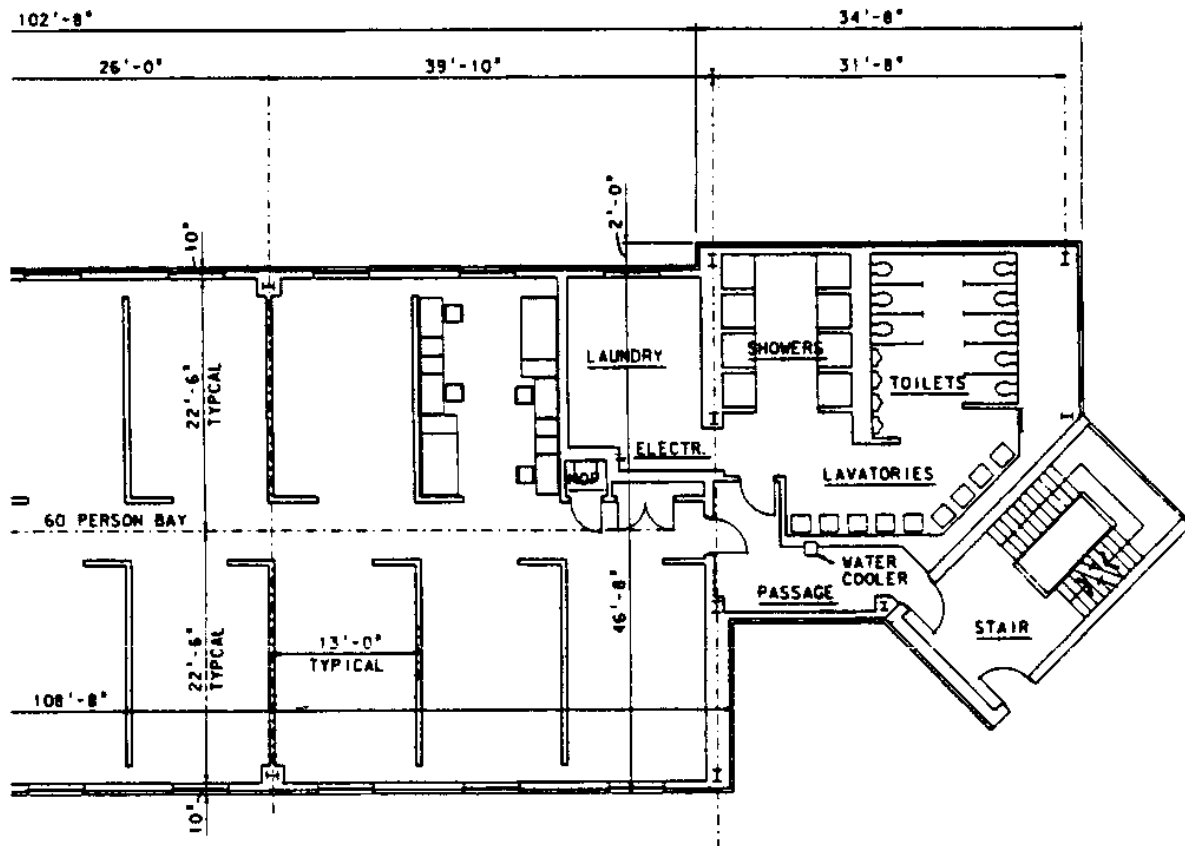 102'-8"
34'-8"
26'-0"
39'-10"
31'-8"
2'-0"
10"
22'-6"
TYPCAL
LAUNDRY
SHOWERS
TOILETS
ELECTR.
MOP
LAVATORIES
60 PERSON BAY
WATER
COOLER
PASSAGE
STAIR
46'-8"
22'-6"
TYPCAL
13'-0"
TYPICAL
108'-8"
10"